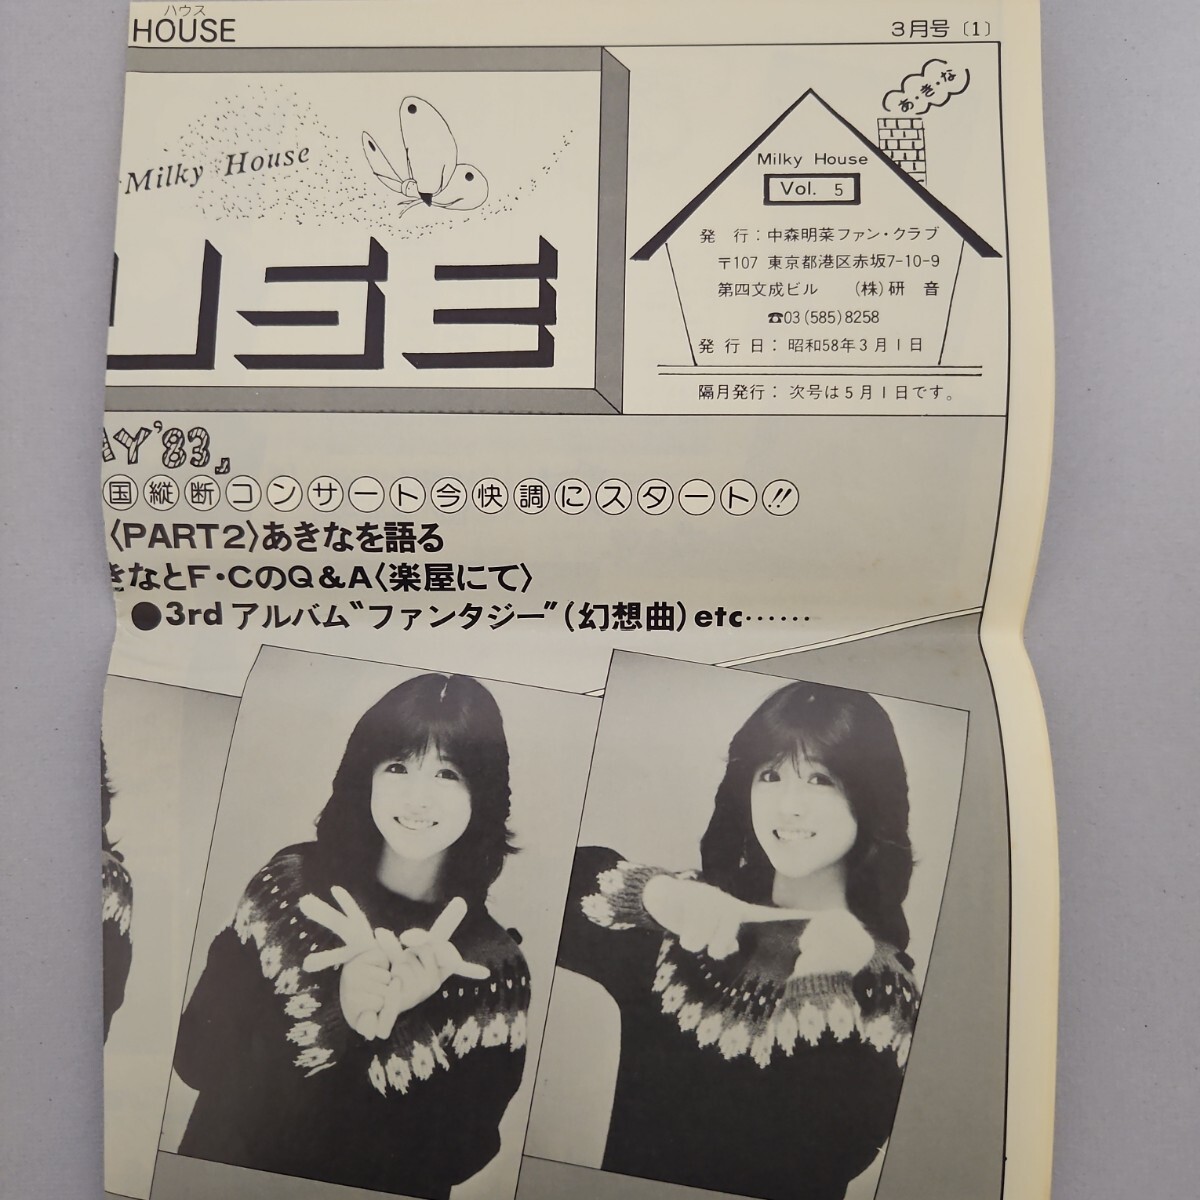 ハウス
HOUSE
3月号〔1〕
Milky House
USE
あ・き・な
Milky House
Vol. 5
発 行：中森明菜ファン・クラブ
〒107 東京都港区赤坂7-10-9
第四文成ビル (株)研 音
☎03(585)8258
発 行 日：昭和58年3月1日
隔月発行：次号は5月1日です。
AY'83』
国縦断コンサート今快調にスタート!!
〈PART2〉あきなを語る
きなとF・CのQ&A〈楽屋にて〉
●3rd アルバム“ファンタジー”(幻想曲)etc……